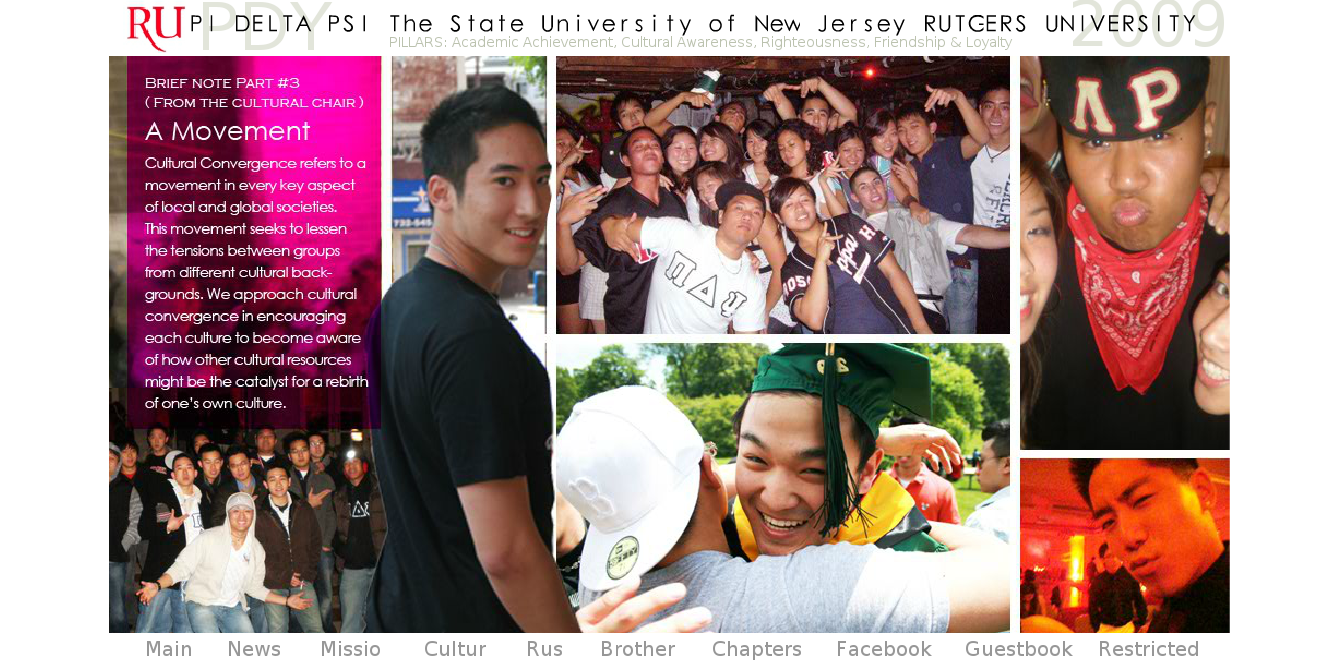 RU PI DELTA PSI The State University of New Jersey RUTGERS UNIVERSITY
PDY 2009
PILLARS: Academic Achievement, Cultural Awareness, Righteousness, Friendship & Loyalty
BRIEF NOTE PART #3
( FROM THE CULTURAL CHAIR )
A Movement
Cultural Convergence refers to a
movement in every key aspect
of local and global societies.
This movement seeks to lessen
the tensions between groups
from different cultural back-
grounds. We approach cultural
convergence in encouraging
each culture to become aware
of how other cultural resources
might be the catalyst for a rebirth
of one's own culture.
ΛΡ
ΠΔΨ
Main News Missio Cultur Rus Brother Chapters Facebook Guestbook Restricted